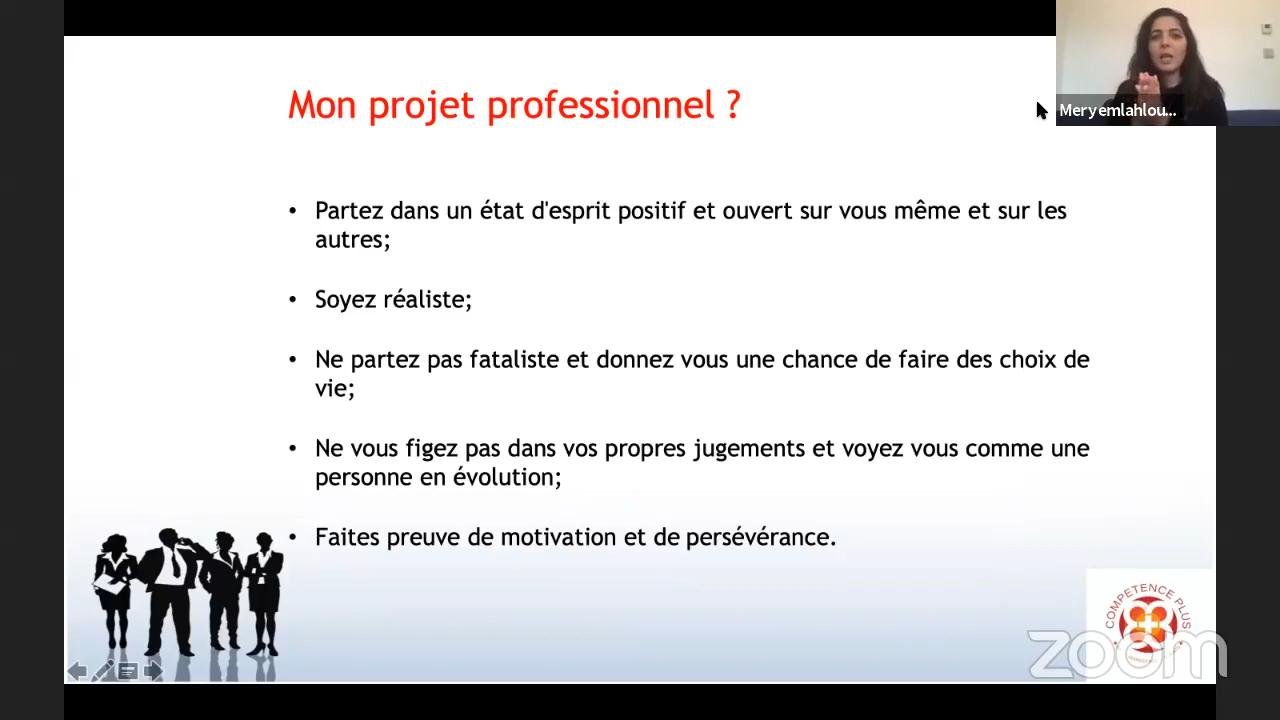 Mon projet professionnel ?
Meryemlahlou...
• Partez dans un état d'esprit positif et ouvert sur vous même et sur les
autres;
• Soyez réaliste;
• Ne partez pas fataliste et donnez vous une chance de faire des choix de
vie;
• Ne vous figez pas dans vos propres jugements et voyez vous comme une
personne en évolution;
• Faites preuve de motivation et de persévérance.
COMPETENCE PLUS
zoom